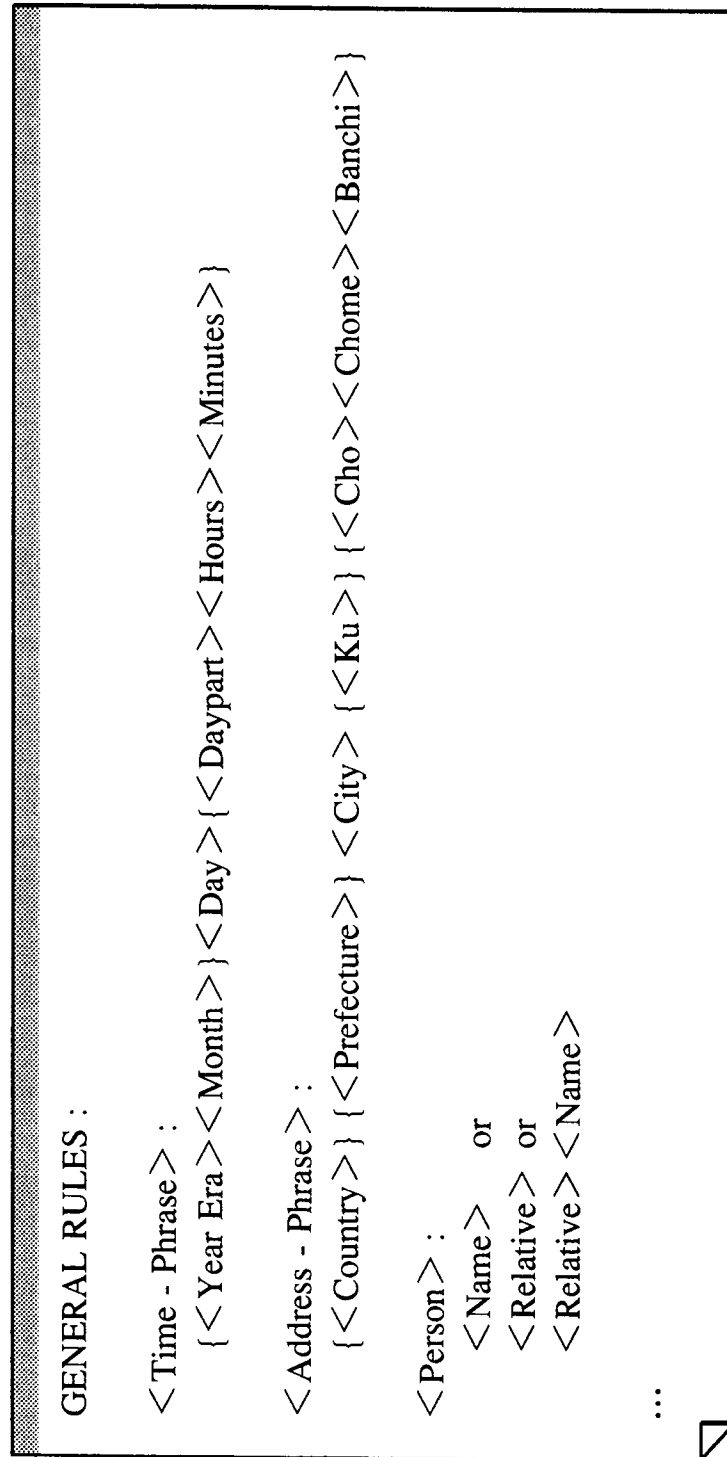 GENERAL RULES :
<Time - Phrase> :
{<Year Era><Month>}<Day>{<Daypart><Hours><Minutes>}
<Address - Phrase> :
{<Country>} {<Prefecture>} <City> {<Ku>} {<Cho><Chome><Banchi>}
<Person> :
<Name> or
<Relative> or
<Relative> <Name>
...